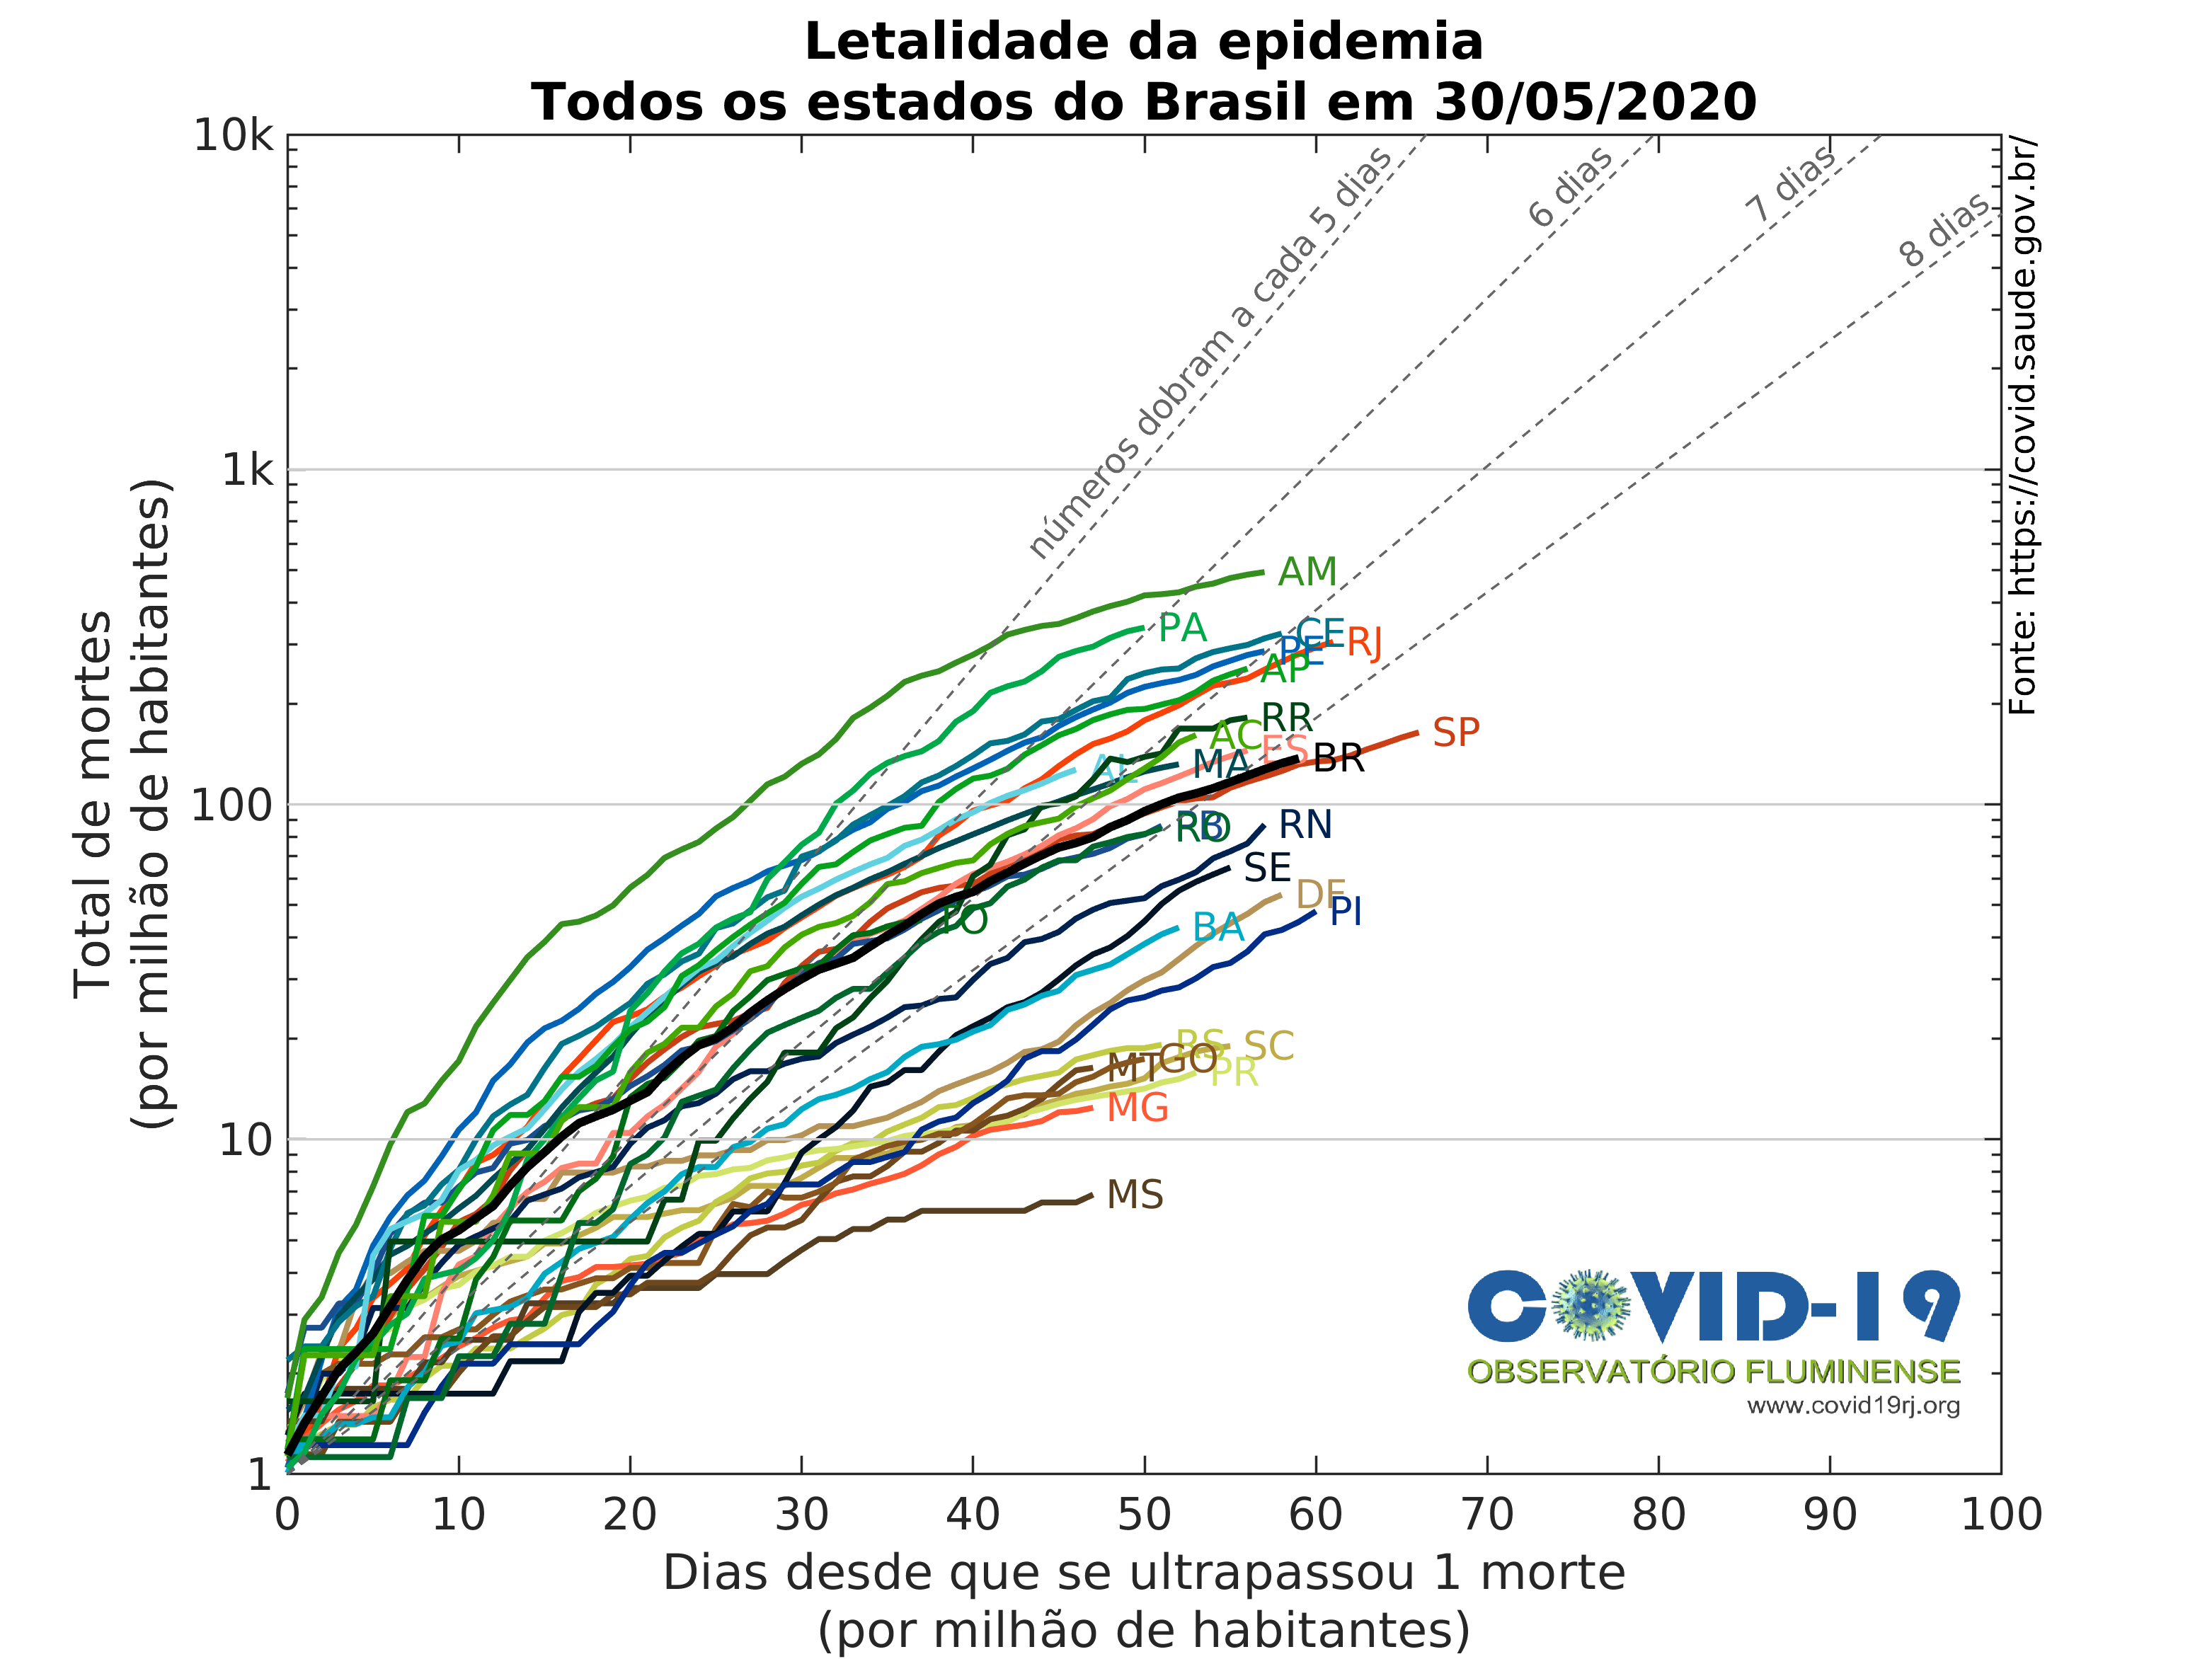 Letalidade da epidemia
Todos os estados do Brasil em 30/05/2020
10k
1k
100
10
1
Total de mortes
(por milhão de habitantes)
números dobram a cada 5 dias
6 dias
7 dias
8 dias
Fonte: https://covid.saude.gov.br/
AM
PA
CE
RJ
PE
AP
RR
AC
SP
ES
BR
MA
AL
RN
PB
RO
SE
DF
PI
BA
TO
RS
SC
GO
MT
PR
MG
MS
COVID-19
OBSERVATÓRIO FLUMINENSE
www.covid19rj.org
0 10 20 30 40 50 60 70 80 90 100
Dias desde que se ultrapassou 1 morte
(por milhão de habitantes)